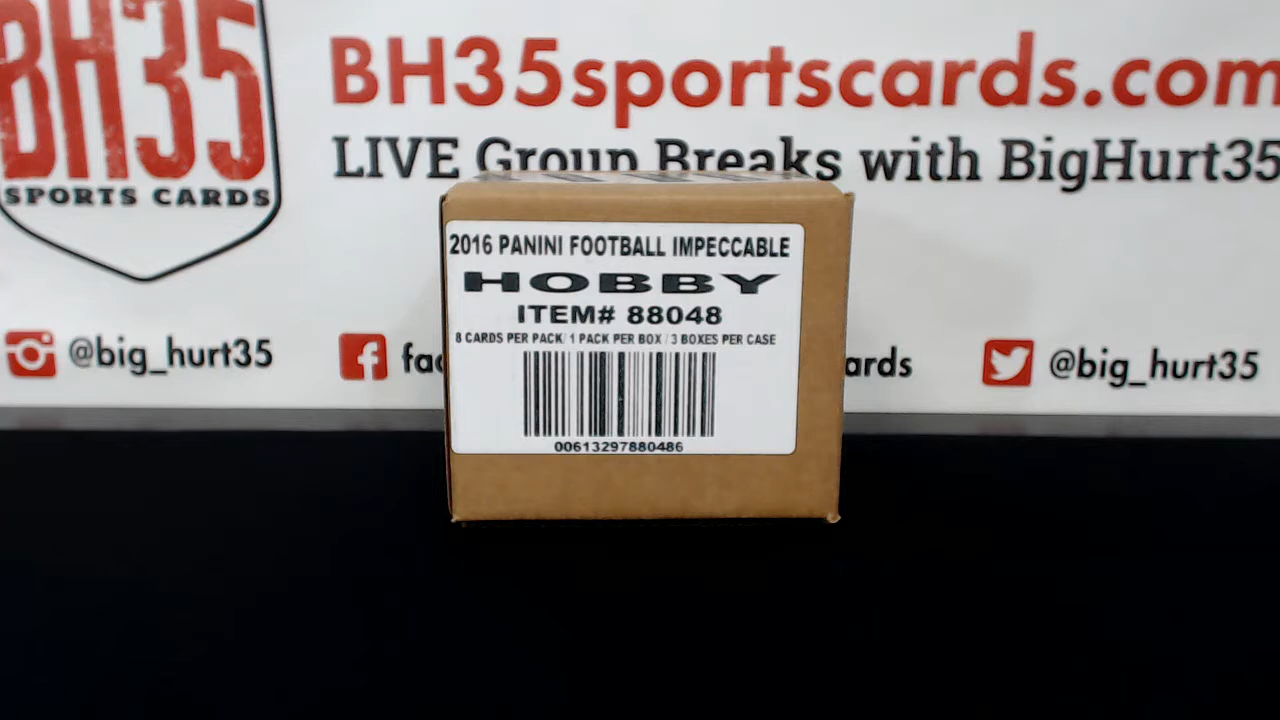 BH35
SPORTS CARDS
BH35sportscards.com
LIVE Group Breaks with BigHurt35
@big_hurt35
@big_hurt35
2016 PANINI FOOTBALL IMPECCABLE
HOBBY
ITEM# 88048
8 CARDS PER PACK/ 1 PACK PER BOX / 3 BOXES PER CASE
00613297880486